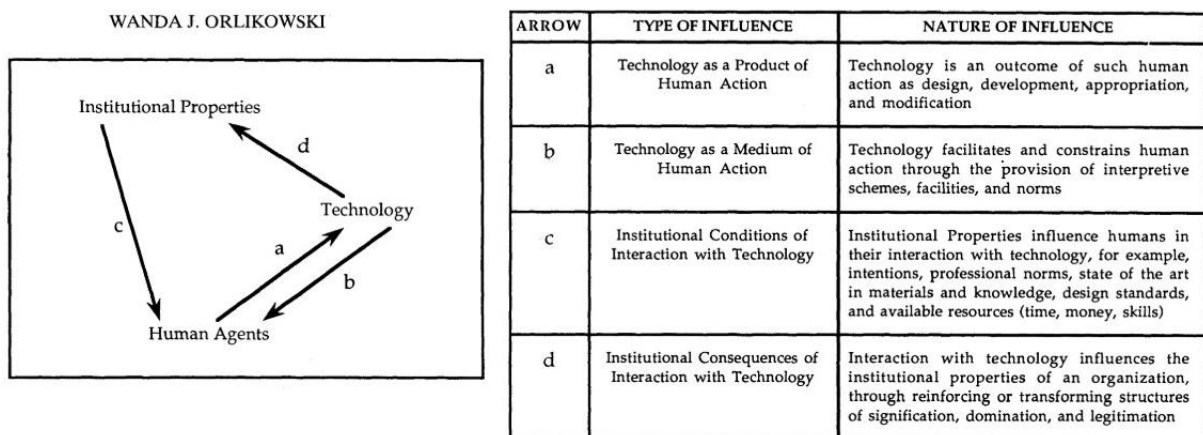 WANDA J. ORLIKOWSKI
Institutional Properties
d
Technology
c
a
b
Human Agents
ARROW
TYPE OF INFLUENCE
NATURE OF INFLUENCE
a
Technology as a Product of
Human Action
Technology is an outcome of such human
action as design, development, appropriation,
and modification
b
Technology as a Medium of
Human Action
Technology facilitates and constrains human
action through the provision of interpretive
schemes, facilities, and norms
c
Institutional Conditions of
Interaction with Technology
Institutional Properties influence humans in
their interaction with technology, for example,
intentions, professional norms, state of the art
in materials and knowledge, design standards,
and available resources (time, money, skills)
d
Institutional Consequences of
Interaction with Technology
Interaction with technology influences the
institutional properties of an organization,
through reinforcing or transforming structures
of signification, domination, and legitimation